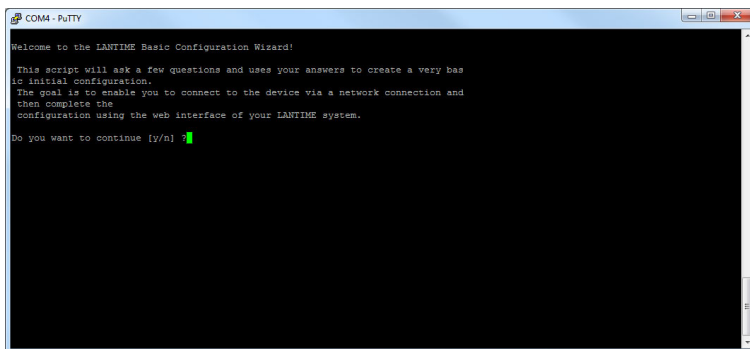 COM4 - PuTTY
Welcome to the LANTIME Basic Configuration Wizard!
This script will ask a few questions and uses your answers to create a very bas
ic initial configuration.
The goal is to enable you to connect to the device via a network connection and
then complete the
configuration using the web interface of your LANTIME system.
Do you want to continue [y/n] ?